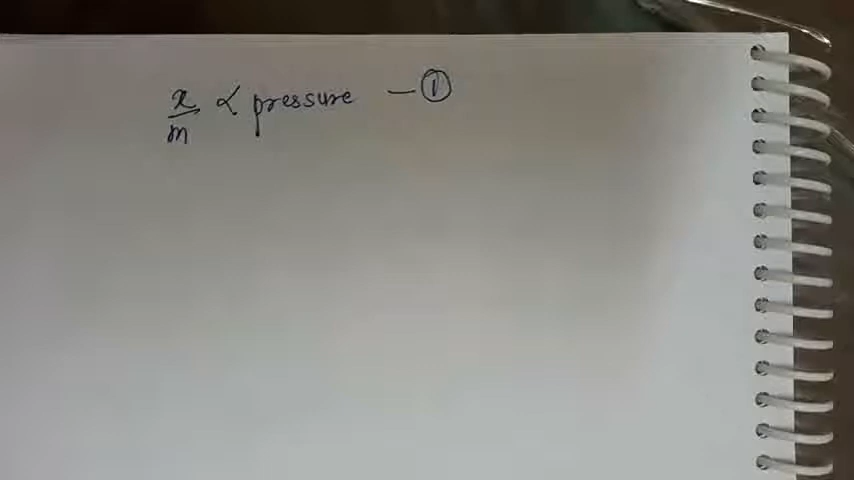 x/m ∝ pressure — ①